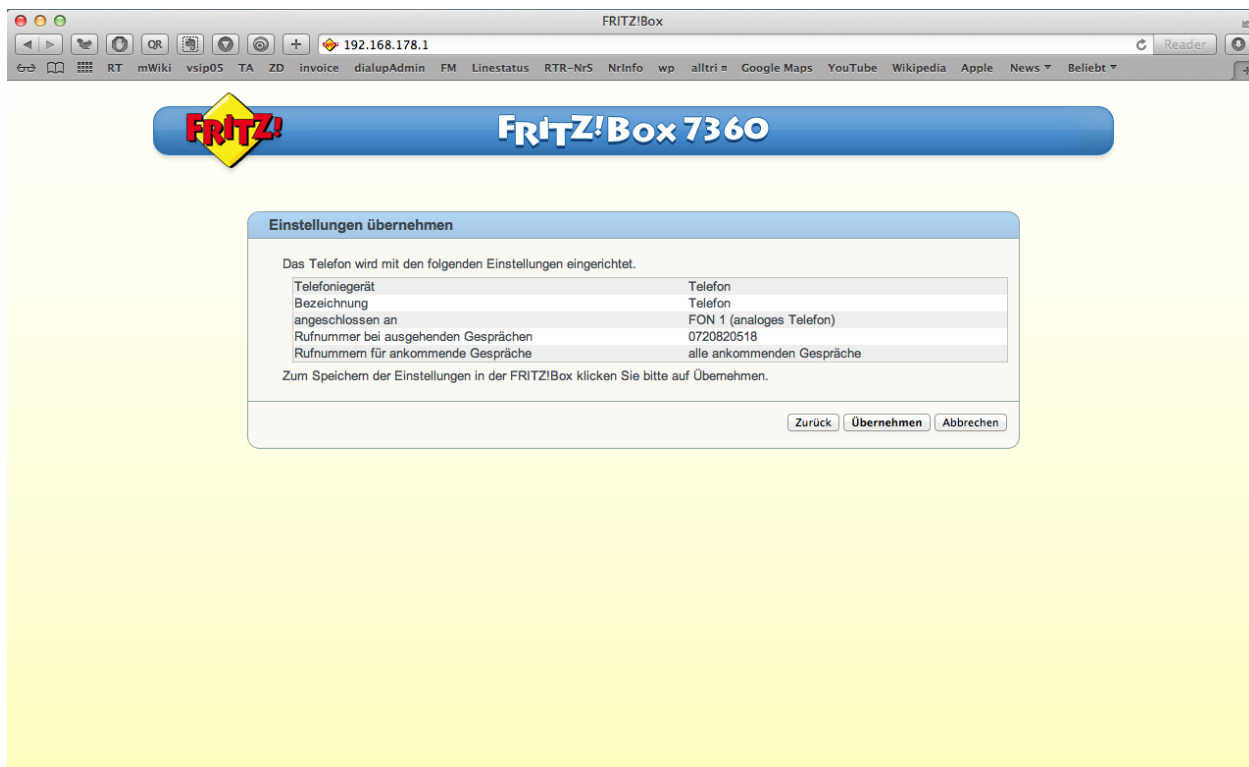 FRITZ!Box
QR
192.168.178.1
Reader
RT mWiki vsip05 TA ZD invoice dialupAdmin FM Linestatus RTR-NrS NrInfo wp alltri = Google Maps YouTube Wikipedia Apple News Beliebt
FRITZ!
FRITZ!Box 7360
Einstellungen übernehmen
Das Telefon wird mit den folgenden Einstellungen eingerichtet.
Telefoniegerät Telefon
Bezeichnung Telefon
angeschlossen an FON 1 (analoges Telefon)
Rufnummer bei ausgehenden Gesprächen 0720820518
Rufnummern für ankommende Gespräche alle ankommenden Gespräche
Zum Speichern der Einstellungen in der FRITZ!Box klicken Sie bitte auf Übernehmen.
Zurück Übernehmen Abbrechen